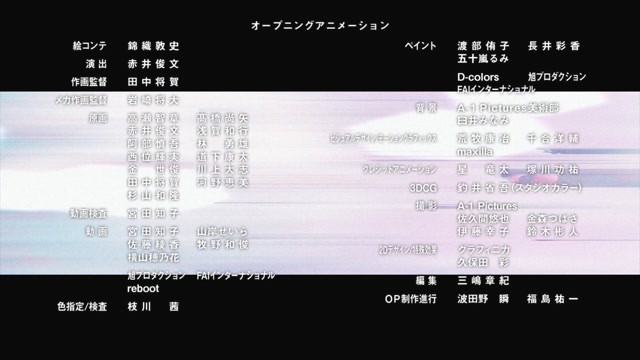 オープニングアニメーション
絵コンテ 錦織敦史
演出 赤井俊文
作画監督 田中将賀
メカ作画監督 岩崎将大
原画 高瀬智章 髙橋尚矢
赤井俊文 浅賀和行
阿部慎吾 林 勇雄
西位輝実 道下康太
金 世俊 川上大志
田中将賀 河野恵美
杉山和隆
動画検査 宮田知子
動画 宮田知子 山岸せいら
佐藤綾香 牧野和俊
横山穂乃花
旭プロダクション FAIインターナショナル
reboot
色指定/検査 枝川 茜
ペイント 渡部侑子 長井彩香
五十嵐るみ
D-colors 旭プロダクション
FAIインターナショナル
背景 A-1 Pictures美術部
臼井みなみ
ビジュアルデザイン/モーショングラフィックス 荒牧康治 千合洋輔
maxilla
クレジットアニメーション 星 竜太 塚川功祐
3DCG 釣井省吾(スタジオカラー)
撮影 A-1 Pictures
佐久間悠也 金森つばさ
伊藤幸子 鈴木彬人
2Dデザイン/特殊効果 グラフィニカ
久保田 彩
編集 三嶋章紀
OP制作進行 波田野 瞬 福島祐一